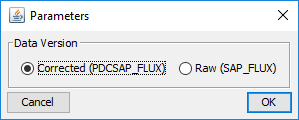 Parameters
Data Version
Corrected (PDCSAP_FLUX) Raw (SAP_FLUX)
Cancel OK